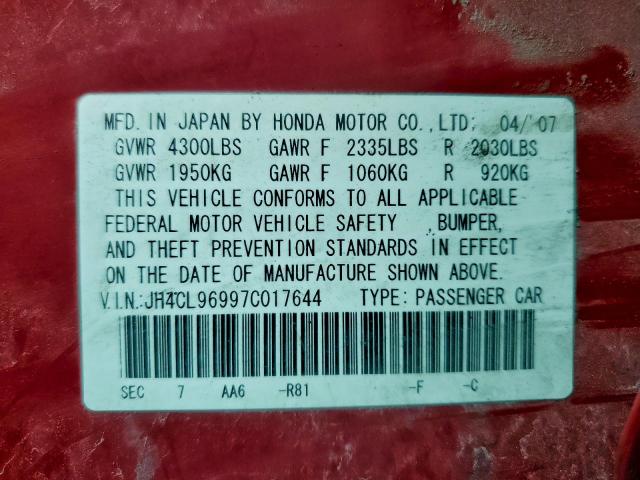 MFD. IN JAPAN BY HONDA MOTOR CO.,LTD. 04/ 07
GVWR 4300LBS GAWR F 2335LBS R 2030LBS
GVWR 1950KG GAWR F 1060KG R 920KG
THIS VEHICLE CONFORMS TO ALL APPLICABLE
FEDERAL MOTOR VEHICLE SAFETY ,BUMPER,
AND THEFT PREVENTION STANDARDS IN EFFECT
ON THE DATE OF MANUFACTURE SHOWN ABOVE.
V.I.N.:JH4CL96997C017644 TYPE: PASSENGER CAR
SEC 7 AA6 -R81 -F -C